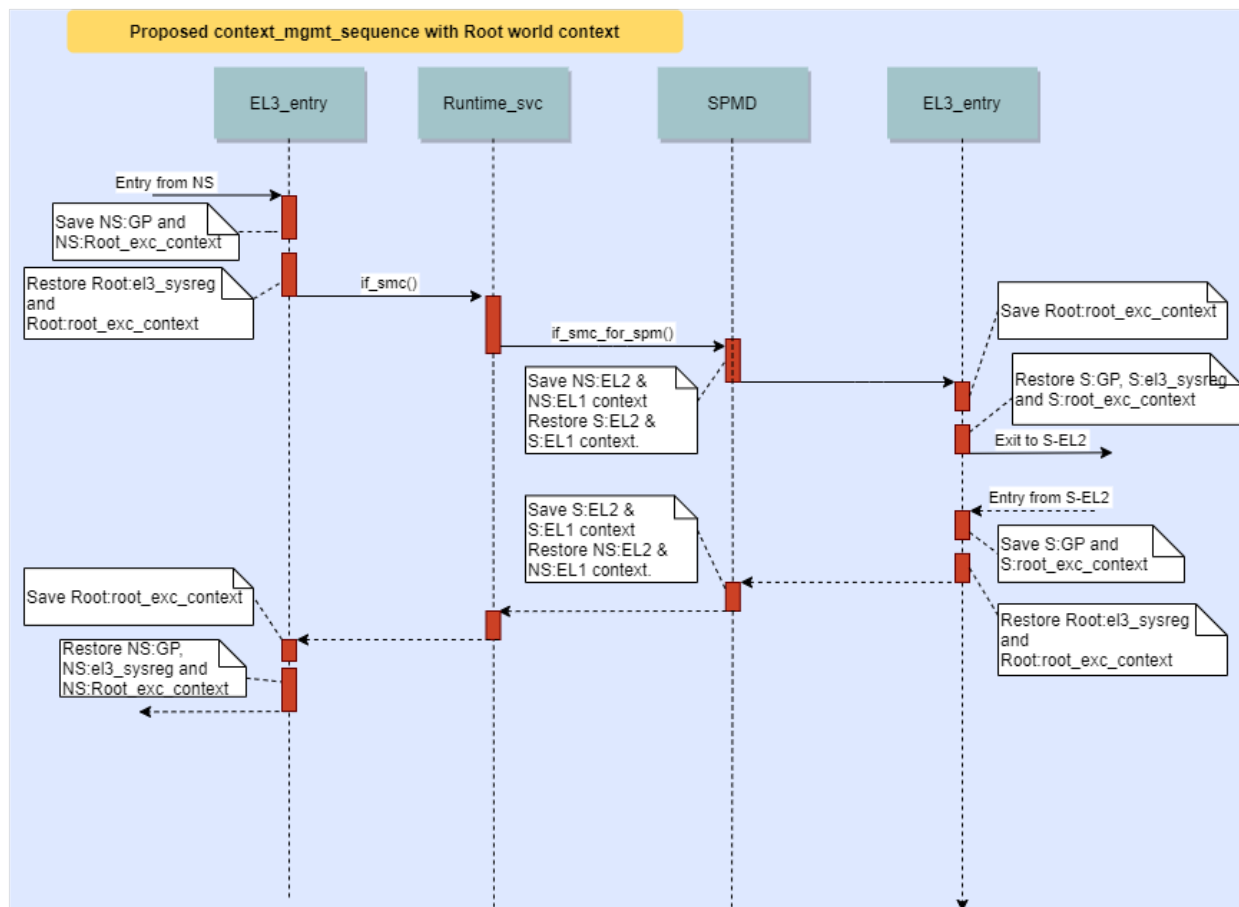 Proposed context_mgmt_sequence with Root world context
EL3_entry
Runtime_svc
SPMD
EL3_entry
Entry from NS
Save NS:GP and
NS:Root_exc_context
Restore Root:el3_sysreg
and
Root:root_exc_context
if_smc()
if_smc_for_spm()
Save NS:EL2 &
NS:EL1 context
Restore S:EL2 &
S:EL1 context.
Save Root:root_exc_context
Restore S:GP, S:el3_sysreg
and S:root_exc_context
Exit to S-EL2
Entry from S-EL2
Save S:GP and
S:root_exc_context
Restore Root:el3_sysreg
and
Root:root_exc_context
Save S:EL2 &
S:EL1 context
Restore NS:EL2 &
NS:EL1 context.
Save Root:root_exc_context
Restore NS:GP,
NS:el3_sysreg and
NS:Root_exc_context